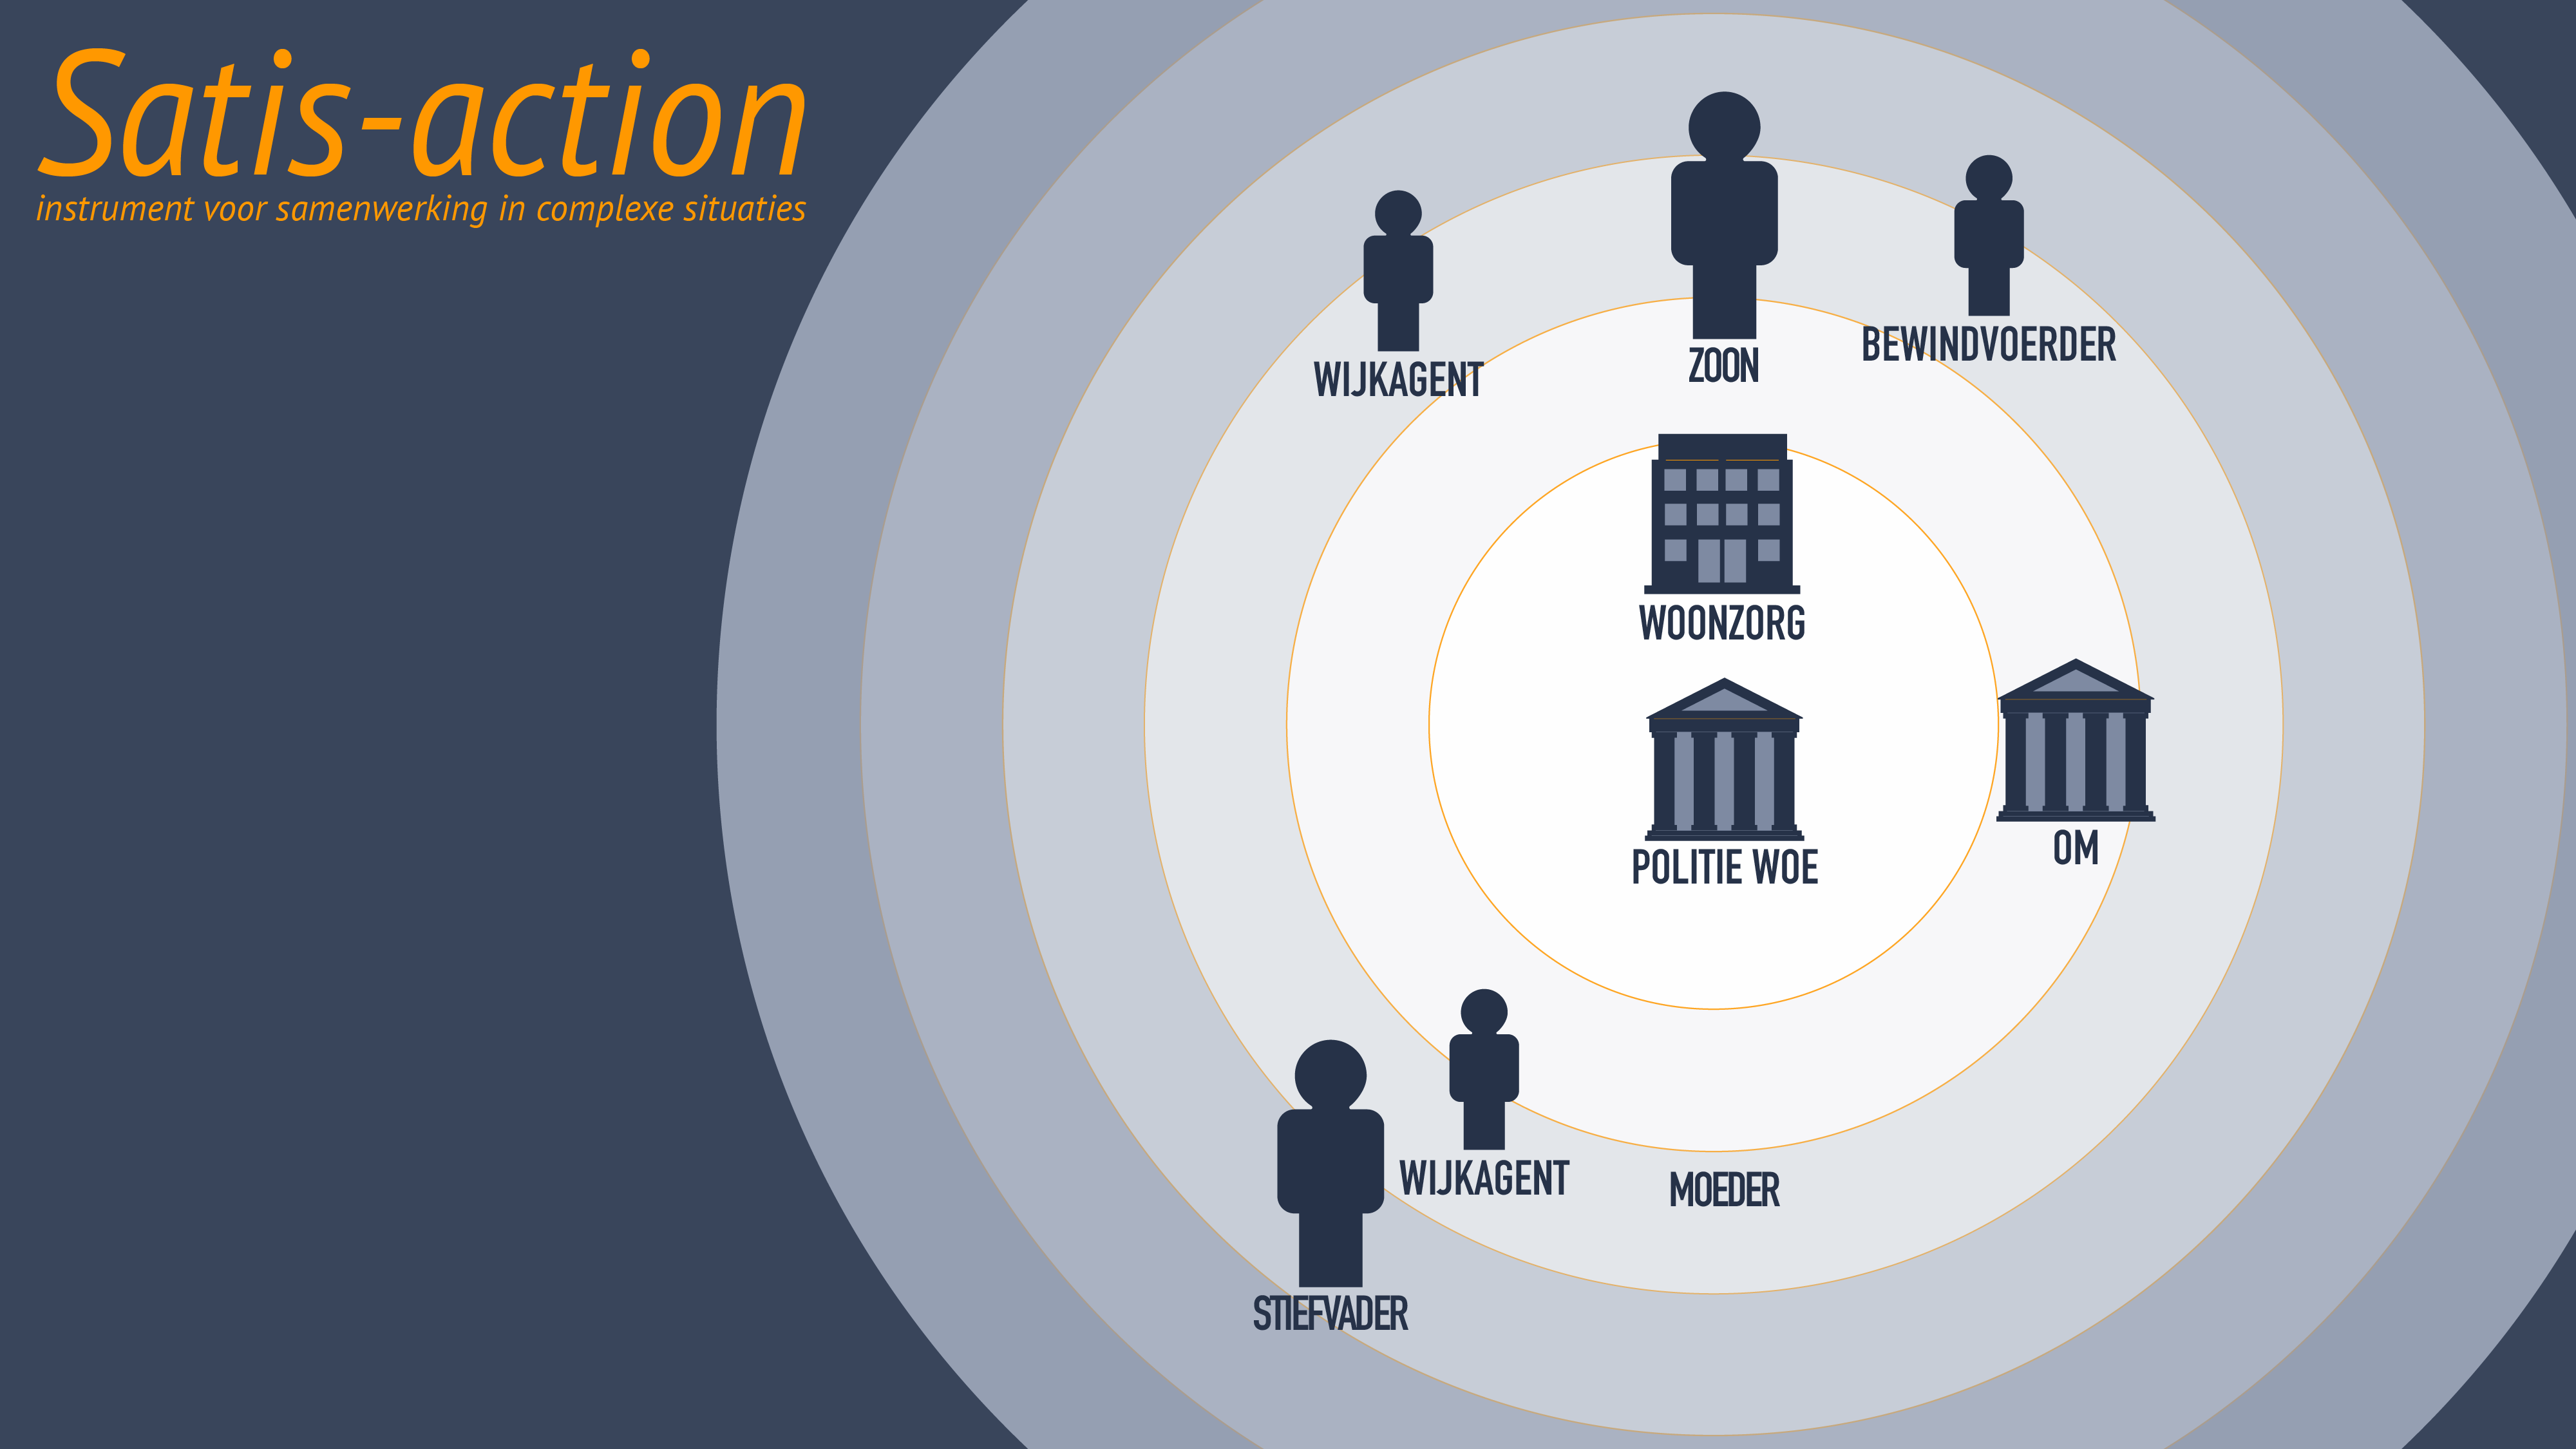 Satis-action
instrument voor samenwerking in complexe situaties
WIJKAGENT
ZOON
BEWINDVOERDER
WOONZORG
POLITIE WOE
OM
WIJKAGENT
MOEDER
STIEFVADER